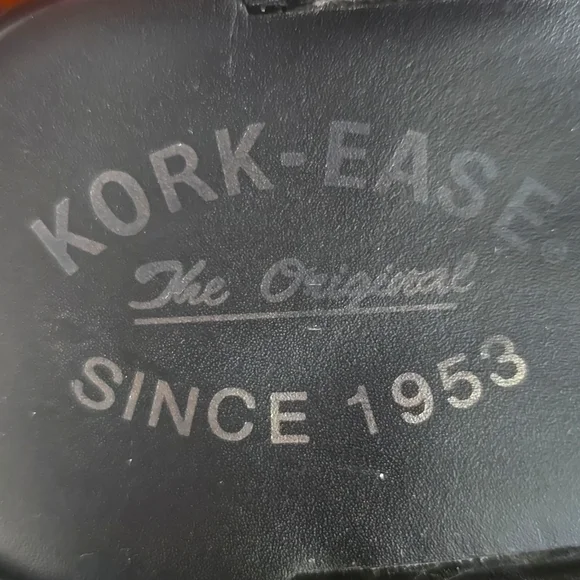 KORK-EASE®
The Original
SINCE 1953